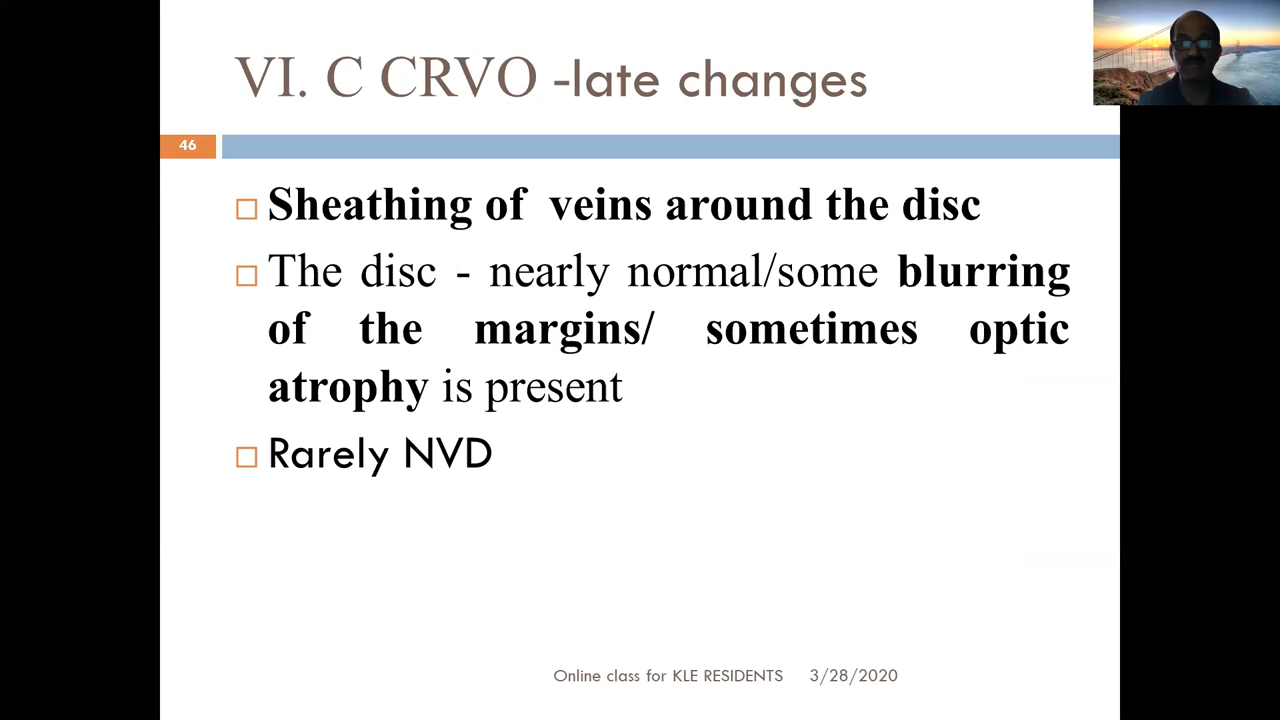 VI. C CRVO -late changes
46
Sheathing of veins around the disc
The disc - nearly normal/some blurring
of the margins/ sometimes optic
atrophy is present
Rarely NVD
Online class for KLE RESIDENTS 3/28/2020